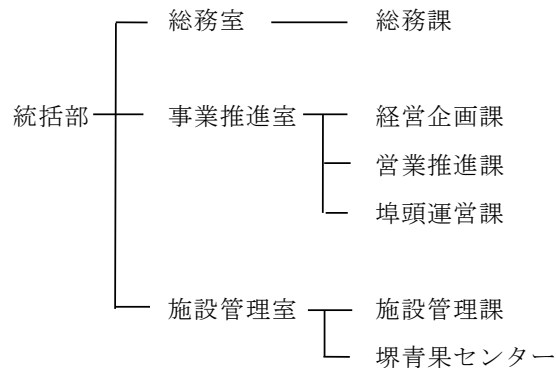 総務室 総務課
統括部 事業推進室 経営企画課
営業推進課
埠頭運営課
施設管理室 施設管理課
堺青果センター